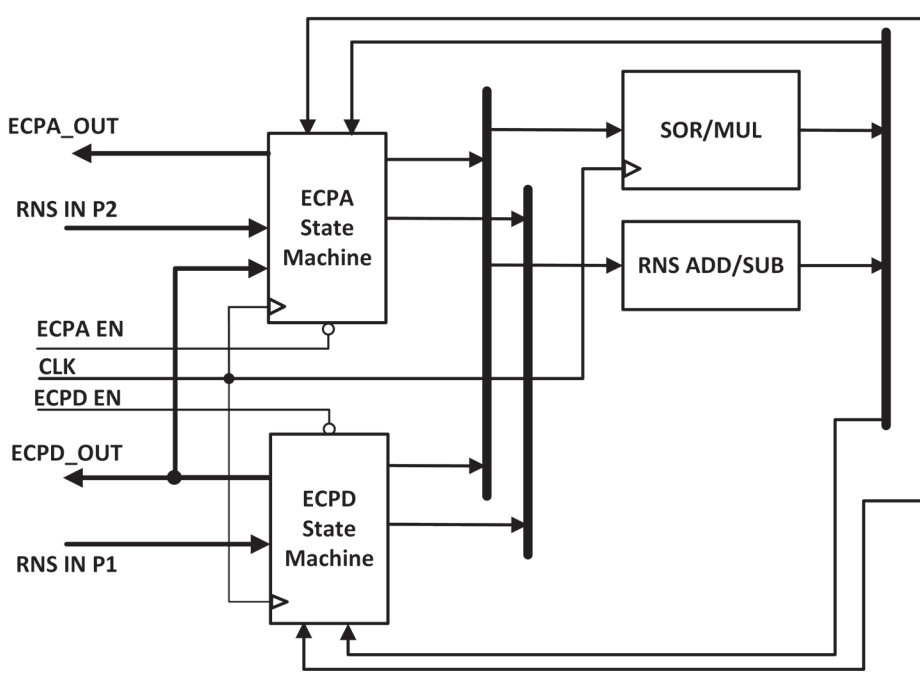 ECPA_OUT
RNS IN P2
ECPA
State
Machine
SOR/MUL
RNS ADD/SUB
ECPA EN
CLK
ECPD EN
ECPD_OUT
ECPD
State
Machine
RNS IN P1